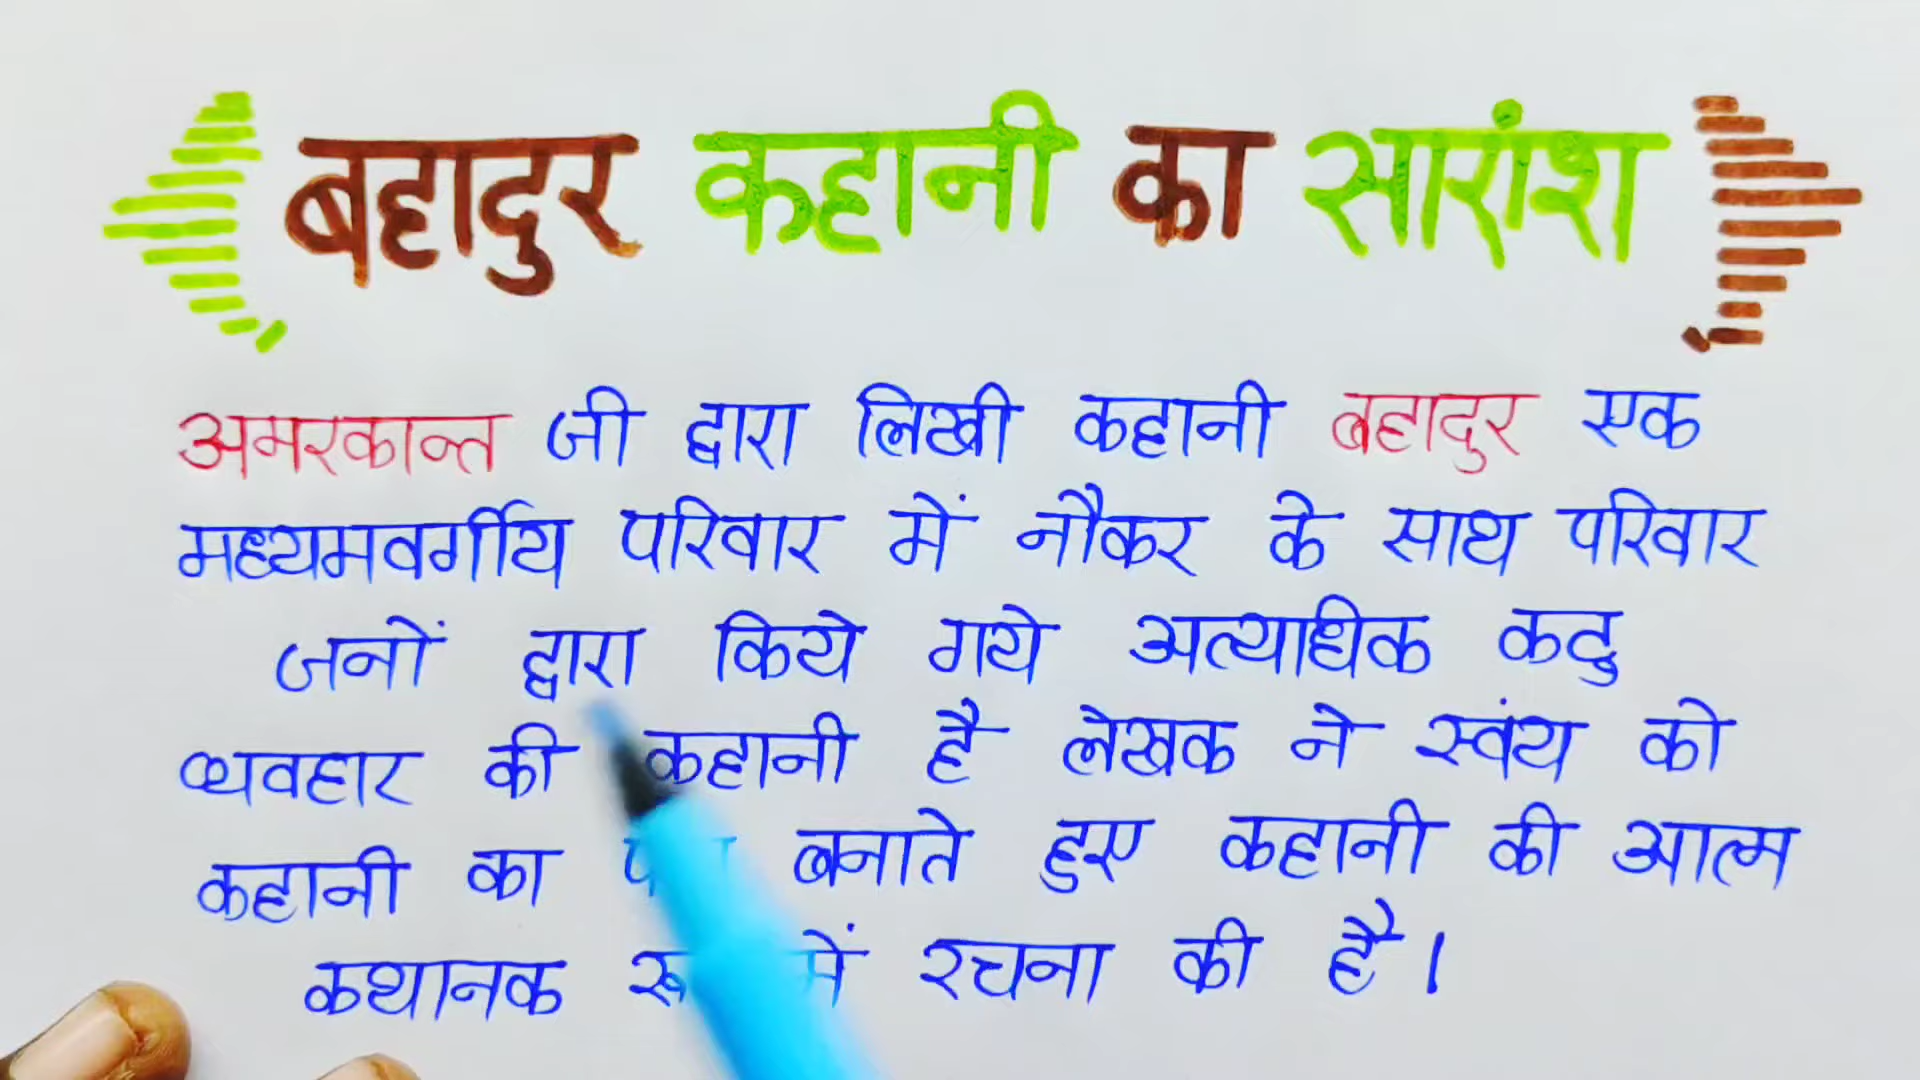 बहादुर कहानी का सारांश
अमरकान्त जी द्वारा लिखी कहानी बहादुर एक
मध्यमवर्गीय परिवार में नौकर के साथ परिवार
जनों द्वारा किये गये अत्याधिक कटु
व्यवहार की कहानी है लेखक ने स्वंय को
कहानी का बनाते हुए कहानी की आत्म
कथानक में रचना की है।